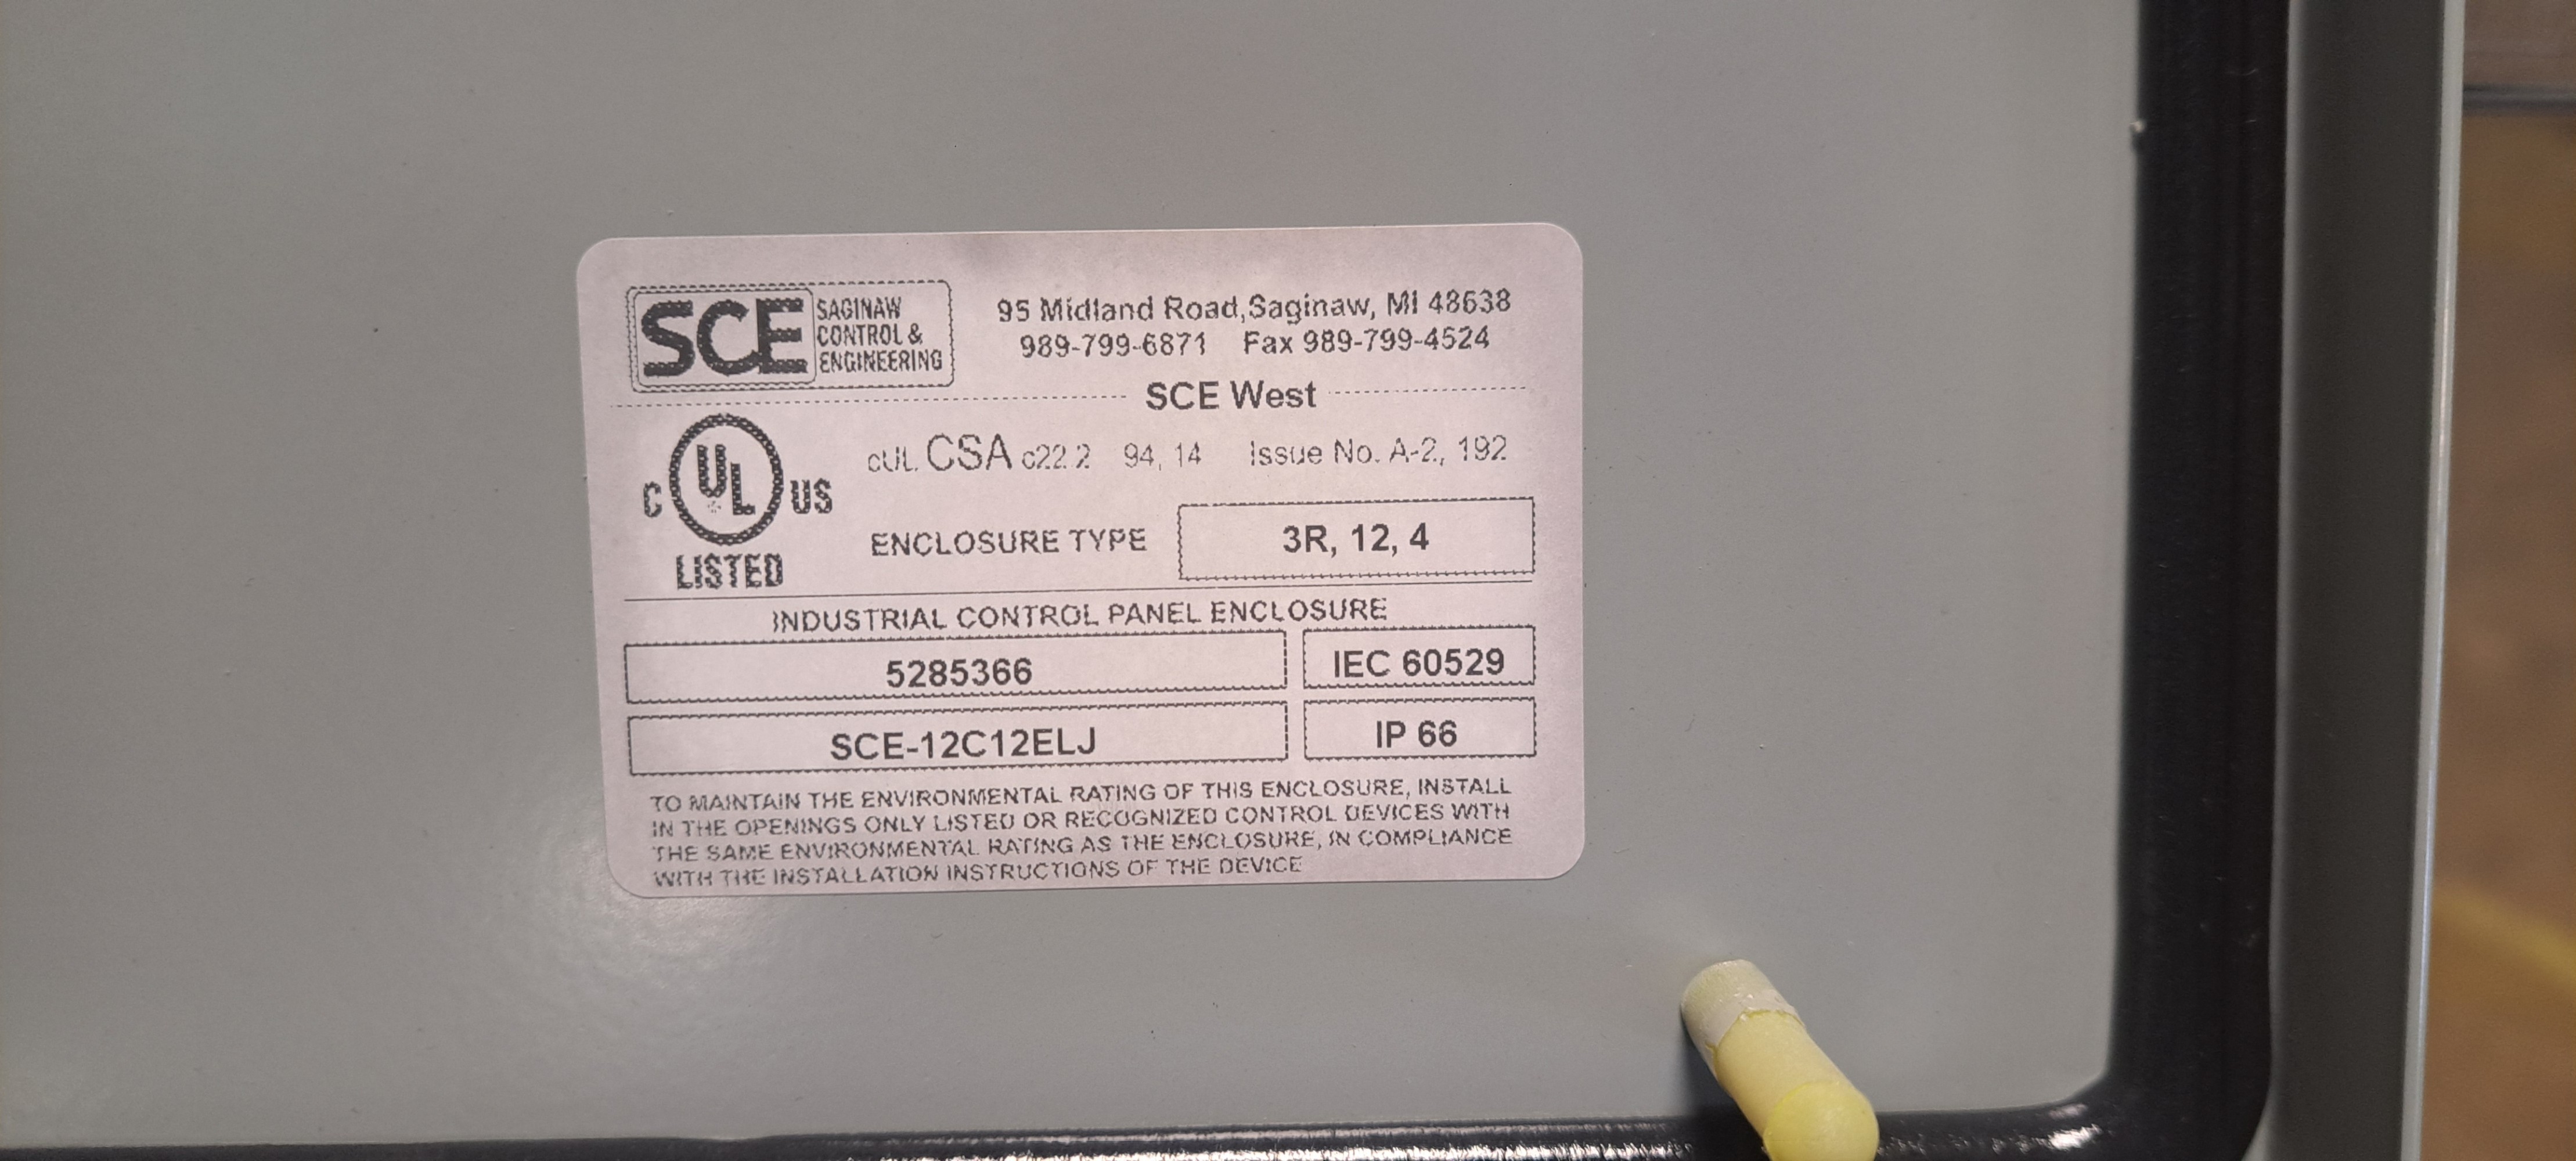 SCE SAGINAW
CONTROL &
ENGINEERING
95 Midland Road,Saginaw, MI 48638
989-799-6871 Fax 989-799-4524
SCE West
C UL US
LISTED
cUL CSA c22.2 94, 14 Issue No. A-2, 192
ENCLOSURE TYPE 3R, 12, 4
INDUSTRIAL CONTROL PANEL ENCLOSURE
5285366 IEC 60529
SCE-12C12ELJ IP 66
TO MAINTAIN THE ENVIRONMENTAL RATING OF THIS ENCLOSURE, INSTALL
IN THE OPENINGS ONLY LISTED OR RECOGNIZED CONTROL DEVICES WITH
THE SAME ENVIRONMENTAL RATING AS THE ENCLOSURE, IN COMPLIANCE
WITH THE INSTALLATION INSTRUCTIONS OF THE DEVICE